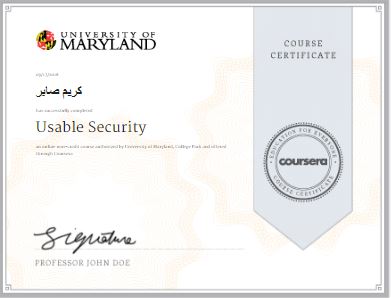 UNIVERSITY OF
MARYLAND
COURSE
CERTIFICATE
كريم صابر
has successfully completed
Usable Security
an online non-credit course authorized by University of Maryland, College Park and offered
through Coursera
EDUCATION FOR EVERYONE
coursera
COURSE CERTIFICATE
Signature
PROFESSOR JOHN DOE